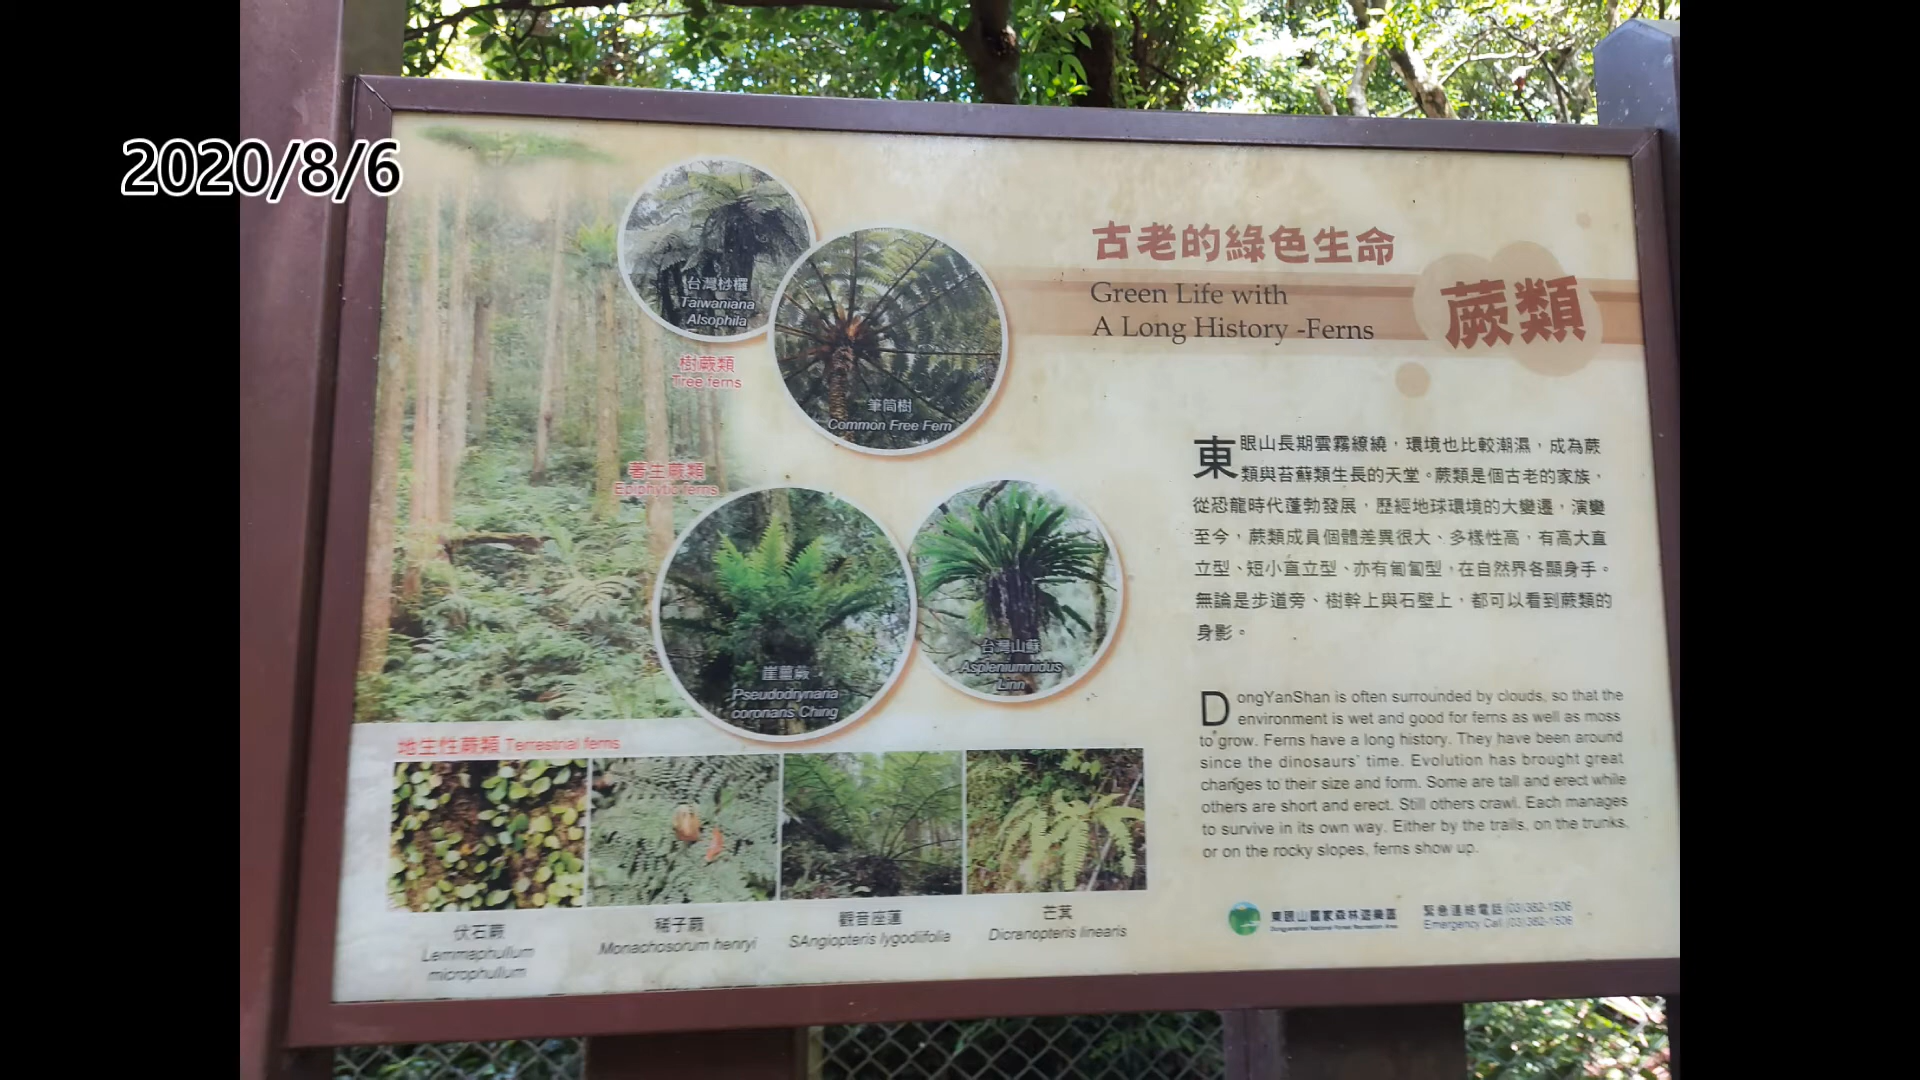 2020/8/6
古老的綠色生命
Green Life with
A Long History -Ferns
蕨類
台灣桫欏
Taiwaniana
Alsophila
樹蕨類
Tree ferns
筆筒樹
Common Free Fern
著生蕨類
Epiphytic ferns
崖薑蕨
Pseudodrynaria
coronans Ching
台灣山蘇
Aspleniumnidus
Linn
東眼山長期雲霧繚繞，環境也比較潮濕，成為蕨
類與苔蘚類生長的天堂。蕨類是個古老的家族，
從恐龍時代蓬勃發展，歷經地球環境的大變遷，演變
至今，蕨類成員個體差異很大、多樣性高，有高大直
立型、短小直立型、亦有匍匐型，在自然界各顯身手。
無論是步道旁、樹幹上與石壁上，都可以看到蕨類的
身影。
DongYanShan is often surrounded by clouds, so that the
environment is wet and good for ferns as well as moss
to grow. Ferns have a long history. They have been around
since the dinosaurs' time. Evolution has brought great
changes to their size and form. Some are tall and erect while
others are short and erect. Still others crawl. Each manages
to survive in its own way. Either by the trails, on the trunks,
or on the rocky slopes, ferns show up.
地生性蕨類 Terrestrial ferns
伏石蕨
Lemmaphullum
microphullum
稀子蕨
Monachosorum henryi
觀音座蓮
SAngiopteris lygodiifolia
芒萁
Dicranopteris linearis
東眼山國家森林遊樂區
Dongyanshan National Forest Recreation Area
緊急連絡電話 (03)382-1506
Emergency Call (03)382-1506